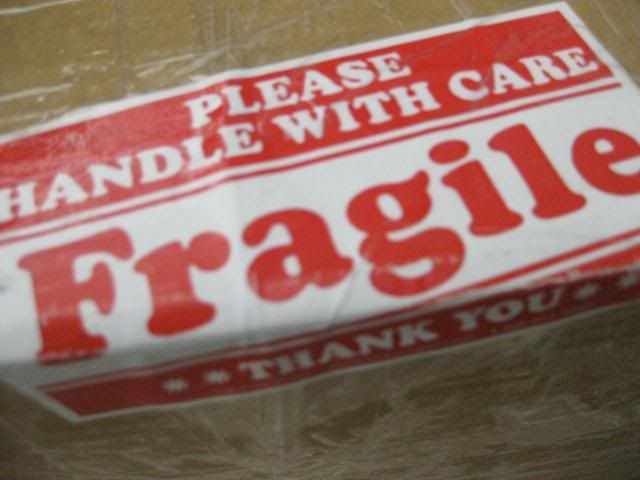 PLEASE
HANDLE WITH CARE
Fragile
* * THANK YOU * *